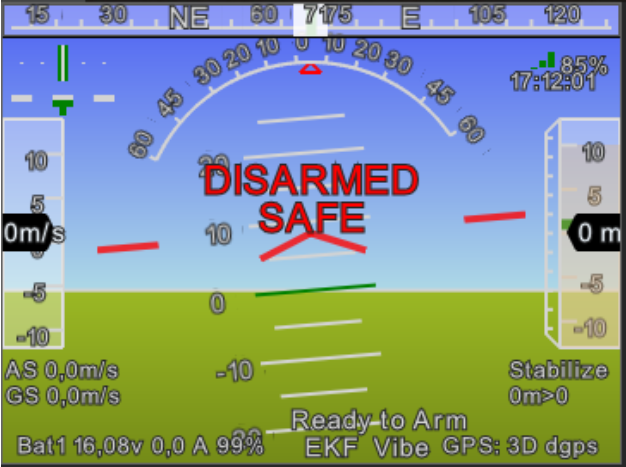 15 30 NE 60 7175 E 105 120
60 45 30 20 10 0 10 20 30 45 60
85%
17:12:01
20
DISARMED
SAFE
10
5
0m/s
-5
-10
10
0
-10
-20
10
5
0 m
-5
-10
AS 0,0m/s
GS 0,0m/s
Stabilize
0m>0
Ready to Arm
Bat1 16,08v 0,0 A 99% EKF Vibe GPS: 3D dgps